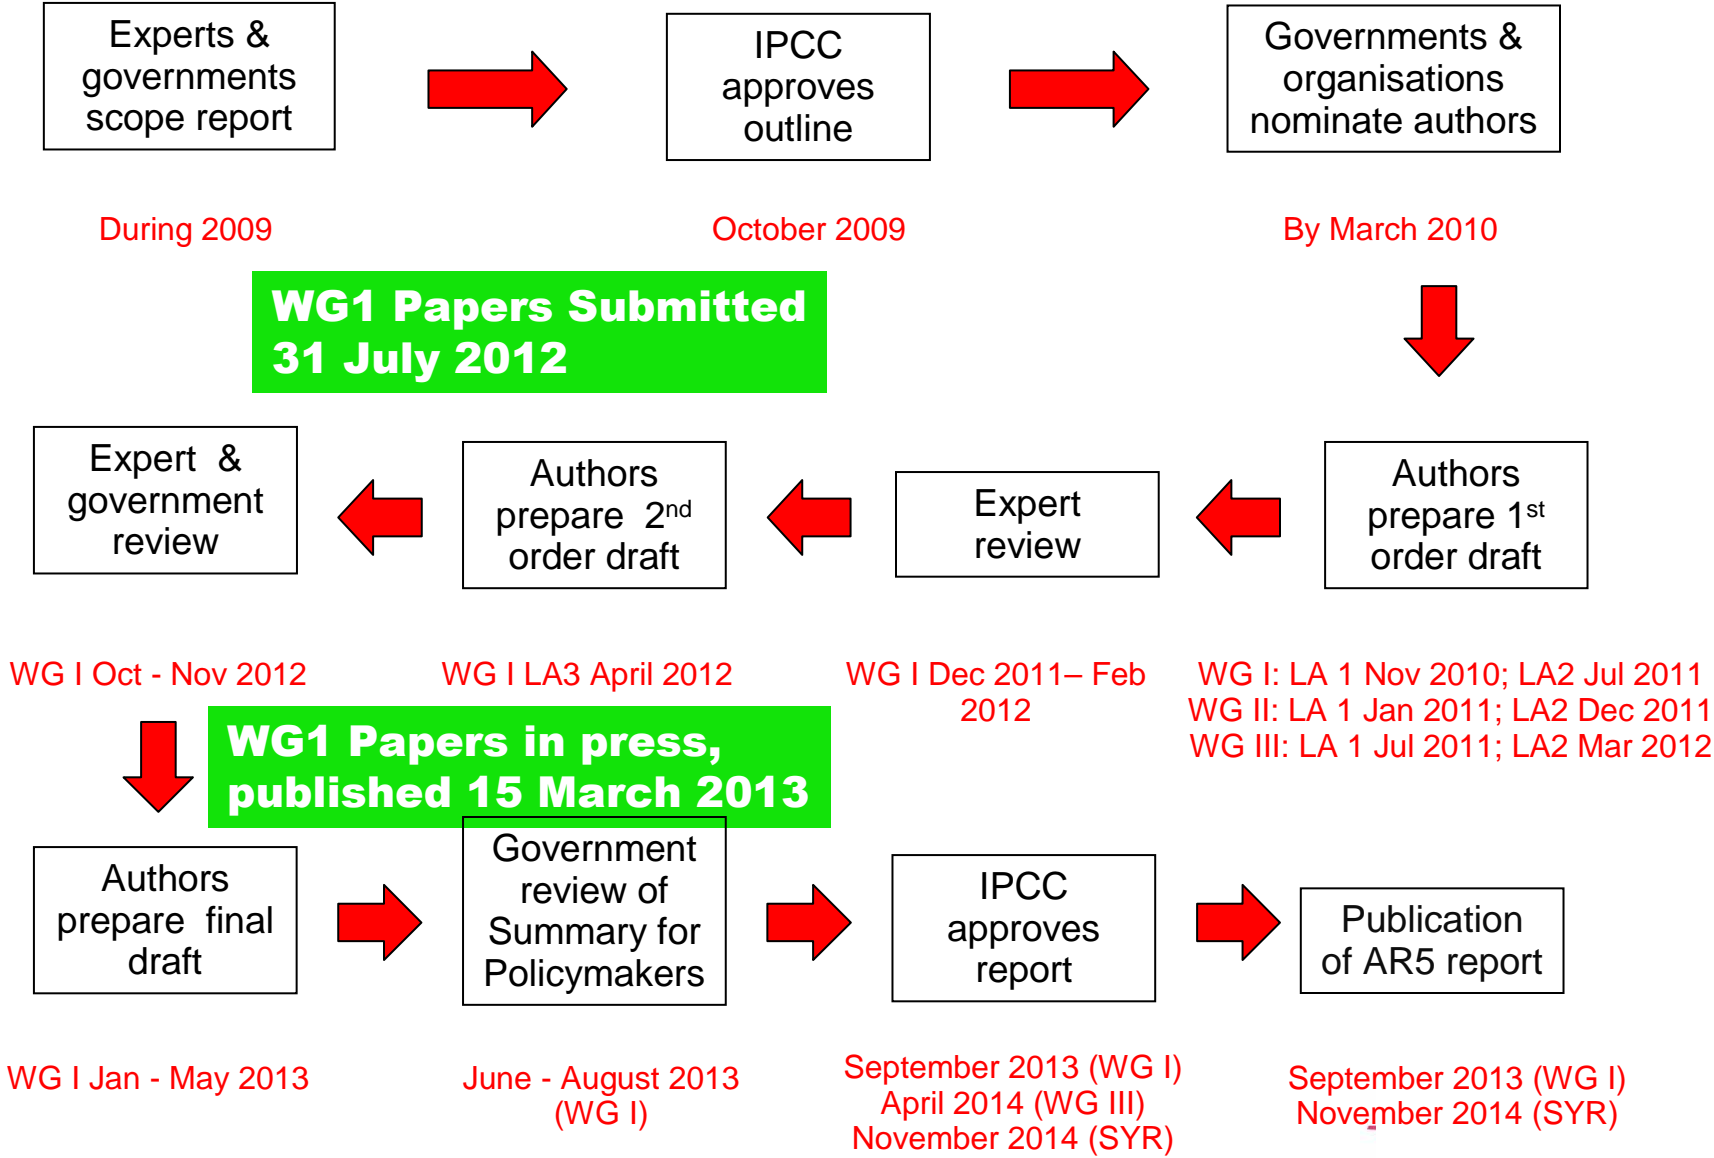 Experts &
governments
scope report
IPCC
approves
outline
Governments &
organisations
nominate authors
During 2009
October 2009
By March 2010
WG1 Papers Submitted
31 July 2012
Expert &
government
review
Authors
prepare 2nd
order draft
Expert
review
Authors
prepare 1st
order draft
WG I Oct - Nov 2012
WG I LA3 April 2012
WG I Dec 2011– Feb
2012
WG I: LA 1 Nov 2010; LA2 Jul 2011
WG II: LA 1 Jan 2011; LA2 Dec 2011
WG III: LA 1 Jul 2011; LA2 Mar 2012
WG1 Papers in press,
published 15 March 2013
Authors
prepare final
draft
Government
review of
Summary for
Policymakers
IPCC
approves
report
Publication
of AR5 report
WG I Jan - May 2013
June - August 2013
(WG I)
September 2013 (WG I)
April 2014 (WG III)
November 2014 (SYR)
September 2013 (WG I)
November 2014 (SYR)